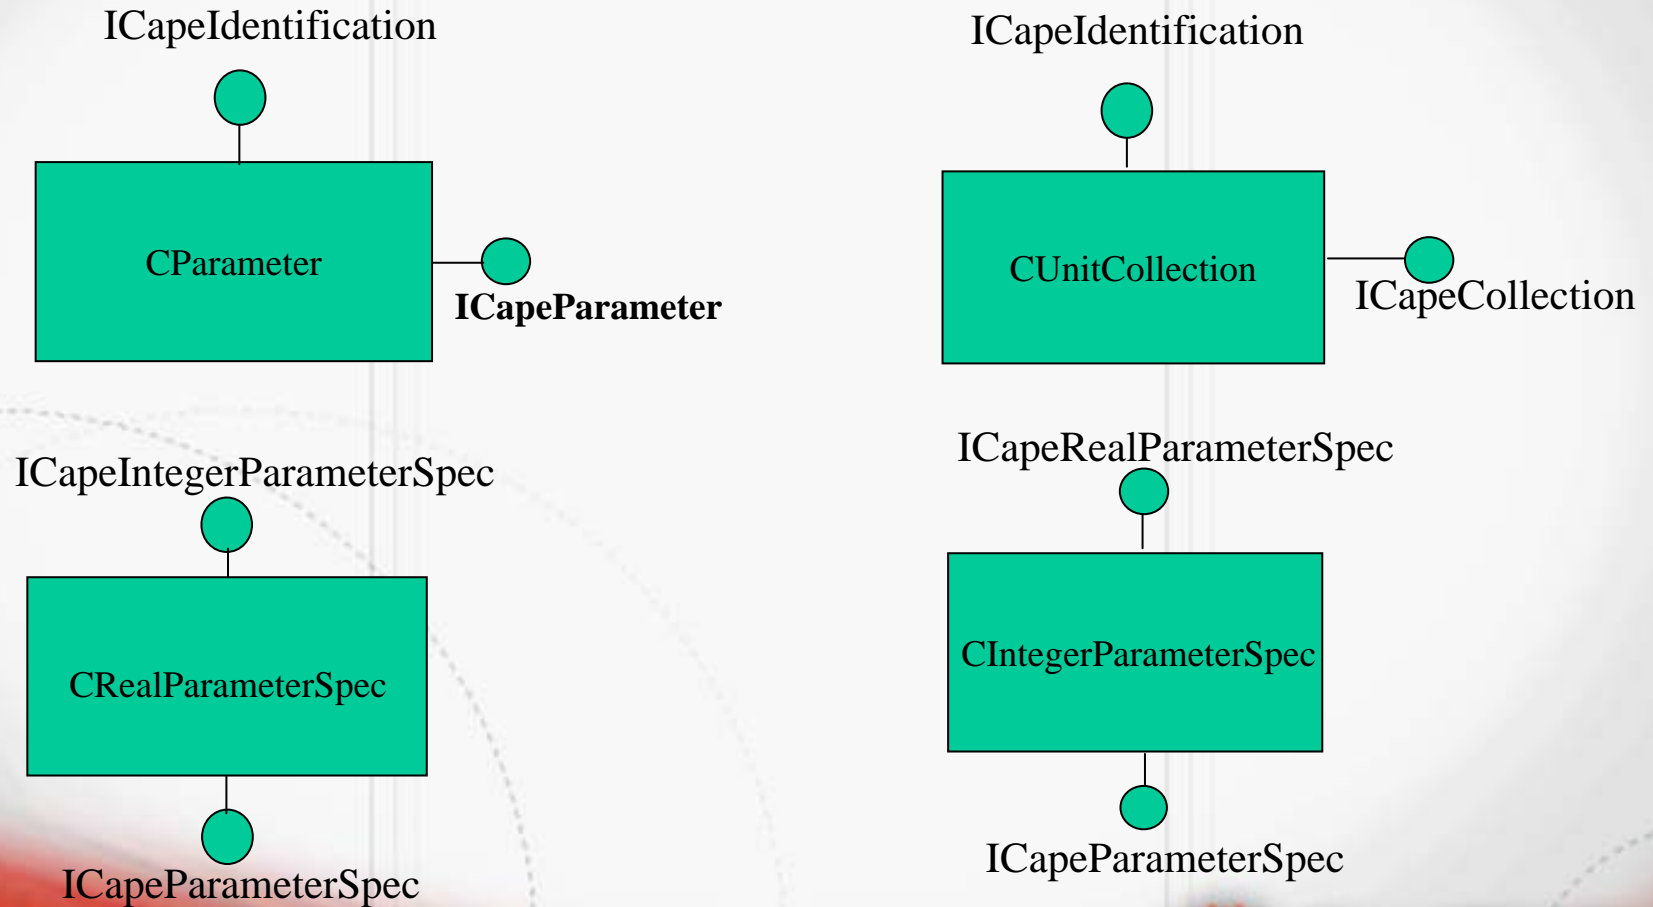 ICapeIdentification
CParameter
ICapeParameter
ICapeIdentification
CUnitCollection
ICapeCollection
ICapeIntegerParameterSpec
CRealParameterSpec
ICapeParameterSpec
ICapeRealParameterSpec
CIntegerParameterSpec
ICapeParameterSpec